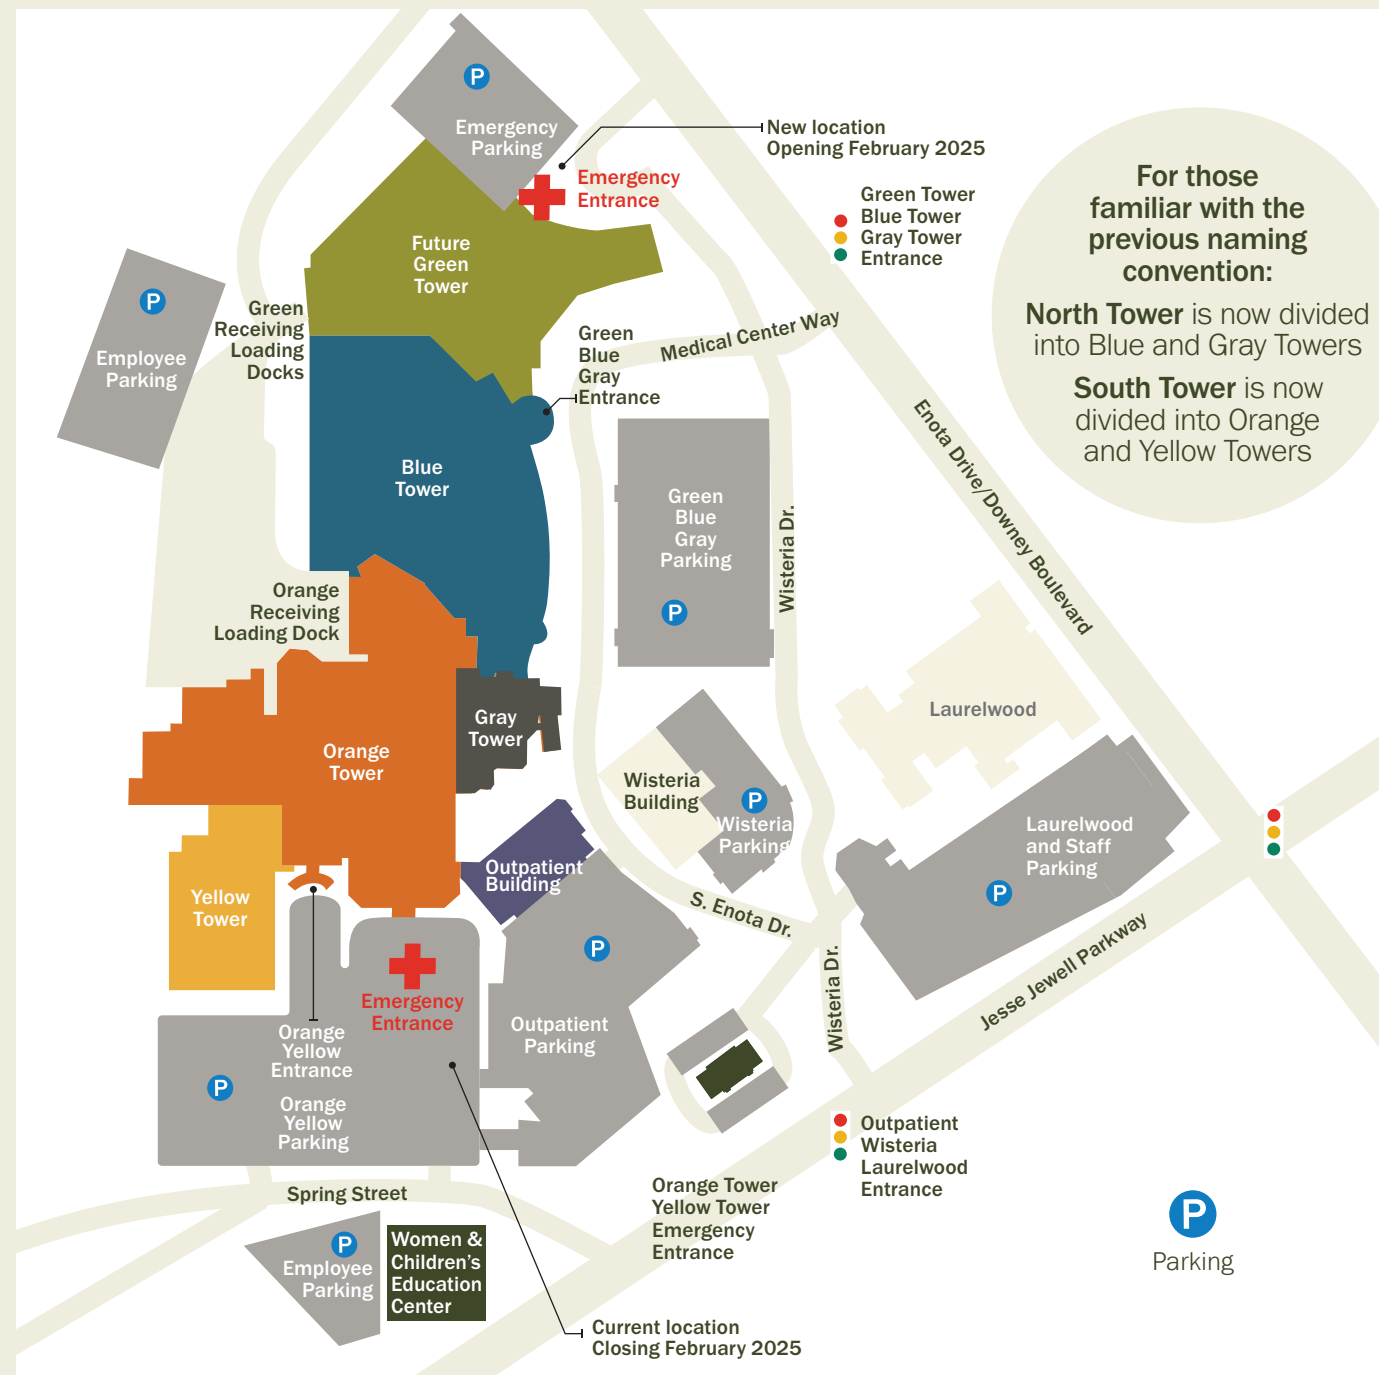 P
Emergency
Parking
New location
Opening February 2025
Emergency
Entrance
Green Tower
Blue Tower
Gray Tower
Entrance
For those
familiar with the
previous naming
convention:
North Tower is now divided
into Blue and Gray Towers
South Tower is now
divided into Orange
and Yellow Towers
Future
Green
Tower
P
Employee
Parking
Green
Receiving
Loading
Docks
Green
Blue
Gray
Entrance
Medical Center Way
Enota Drive/Downey Boulevard
Blue
Tower
Green
Blue
Gray
Parking
P
Wisteria Dr.
Orange
Receiving
Loading Dock
Gray
Tower
Orange
Tower
Laurelwood
Wisteria
Building
P
Wisteria
Parking
Laurelwood
and Staff
Parking
P
Outpatient
Building
Yellow
Tower
S. Enota Dr.
P
Wisteria Dr.
Jesse Jewell Parkway
Emergency
Entrance
Outpatient
Parking
Orange
Yellow
Entrance
P
Orange
Yellow
Parking
Outpatient
Wisteria
Laurelwood
Entrance
Orange Tower
Yellow Tower
Emergency
Entrance
Spring Street
P
Employee
Parking
Women &
Children's
Education
Center
Current location
Closing February 2025
P
Parking